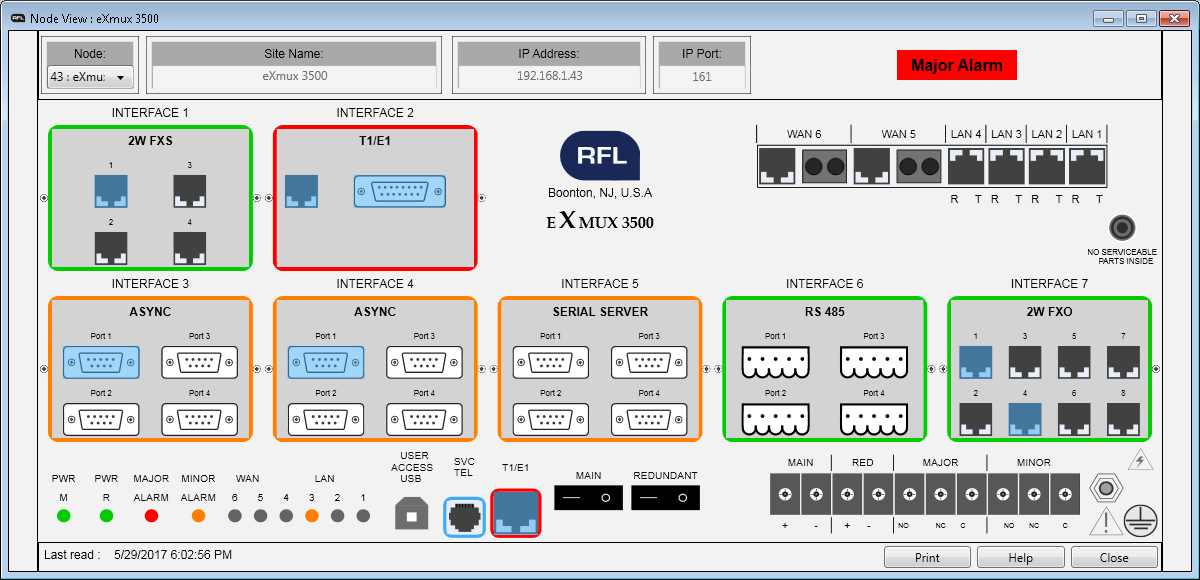 RFL Node View : eXmux 3500
Node: Site Name: IP Address: IP Port:
43 : eXmu: eXmux 3500 192.168.1.43 161
Major Alarm
INTERFACE 1 INTERFACE 2
2W FXS T1/E1
1 3
2 4
RFL
Boonton, NJ, U.S.A
eXmux 3500
WAN 6 WAN 5 LAN 4 LAN 3 LAN 2 LAN 1
R T R T R T R T
NO SERVICEABLE
PARTS INSIDE
INTERFACE 3 INTERFACE 4 INTERFACE 5 INTERFACE 6 INTERFACE 7
ASYNC ASYNC SERIAL SERVER RS 485 2W FXO
Port 1 Port 3 Port 1 Port 3 Port 1 Port 3 Port 1 Port 3 1 3 5 7
Port 2 Port 4 Port 2 Port 4 Port 2 Port 4 Port 2 Port 4 2 4 6 8
PWR PWR MAJOR MINOR WAN LAN
M R ALARM ALARM 6 5 4 3 2 1
USER
ACCESS
USB
SVC
TEL
T1/E1
MAIN REDUNDANT
MAIN RED MAJOR MINOR
+ - + - NO NC C NO NC C
Last read : 5/29/2017 6:02:56 PM
Print Help Close